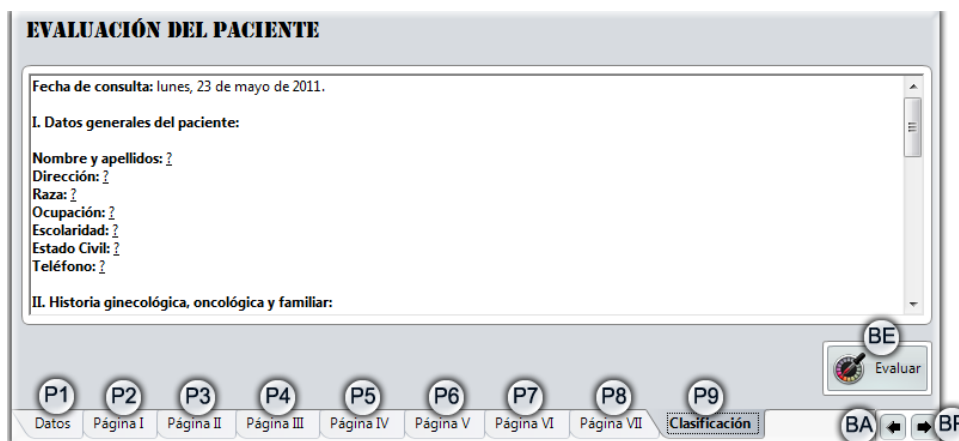 EVALUACIÓN DEL PACIENTE
Fecha de consulta: lunes, 23 de mayo de 2011.
I. Datos generales del paciente:
Nombre y apellidos: ?
Dirección: ?
Raza: ?
Ocupación: ?
Escolaridad: ?
Estado Civil: ?
Teléfono: ?
II. Historia ginecológica, oncológica y familiar:
BE
Evaluar
P1 P2 P3 P4 P5 P6 P7 P8 P9
Datos Página I Página II Página III Página IV Página V Página VI Página VII Clasificación
BA